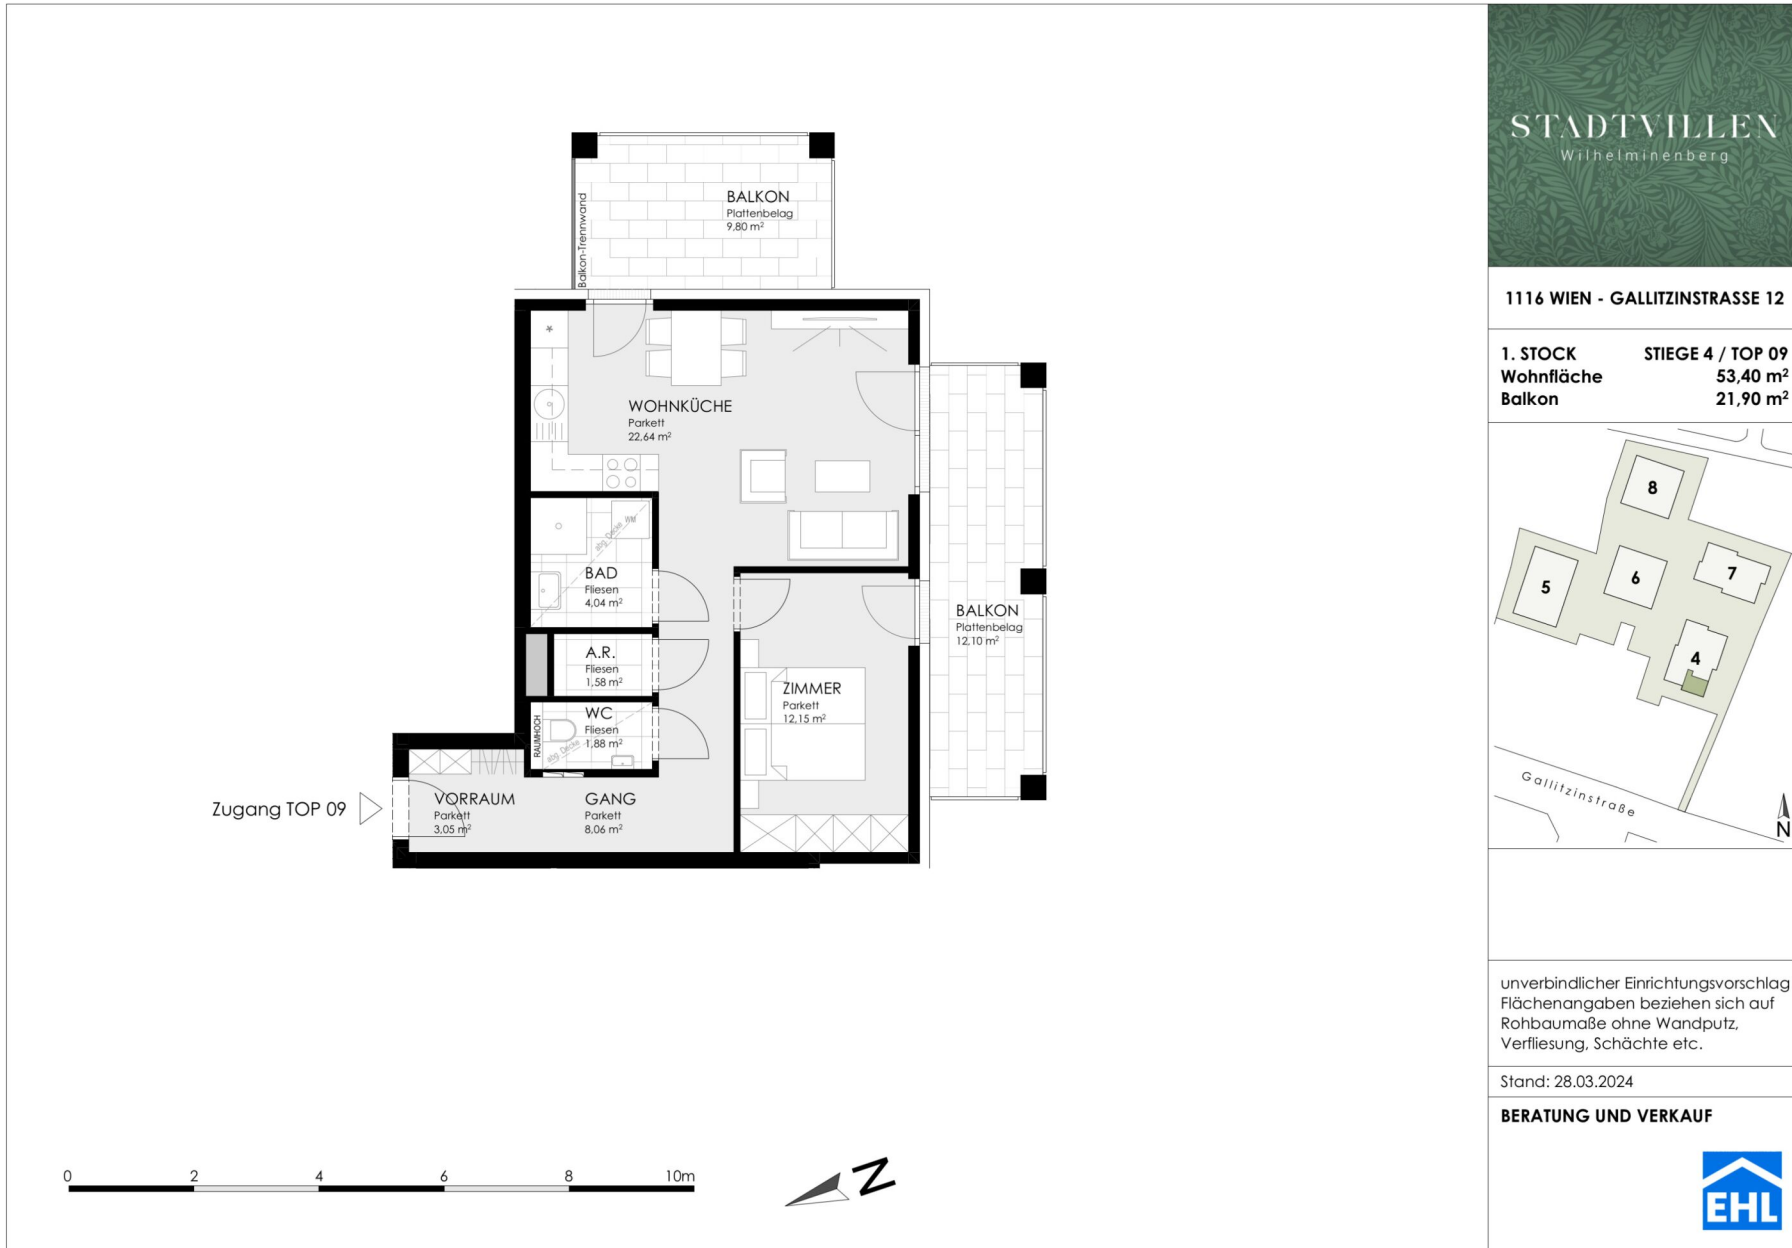 STADTVILLEN
Wilhelminenberg
1116 WIEN - GALLITZINSTRASSE 12
1. STOCK STIEGE 4 / TOP 09
Wohnfläche 53,40 m²
Balkon 21,90 m²
8
5
6
7
4
Gallitzinstraße
N
unverbindlicher Einrichtungsvorschlag
Flächenangaben beziehen sich auf
Rohbaumaße ohne Wandputz,
Verfliesung, Schächte etc.
Stand: 28.03.2024
BERATUNG UND VERKAUF
EHL
BALKON
Plattenbelag
9,80 m²
Balkon-Trennwand
WOHNKÜCHE
Parkett
22,64 m²
WM
abg. Decke
BAD
Fliesen
4,04 m²
A.R.
Fliesen
1,58 m²
WC
Fliesen
1,88 m²
RAUMHOCH
abg. Decke
ZIMMER
Parkett
12,15 m²
BALKON
Plattenbelag
12,10 m²
Zugang TOP 09
VORRAUM
Parkett
3,05 m²
GANG
Parkett
8,06 m²
0 2 4 6 8 10m
N